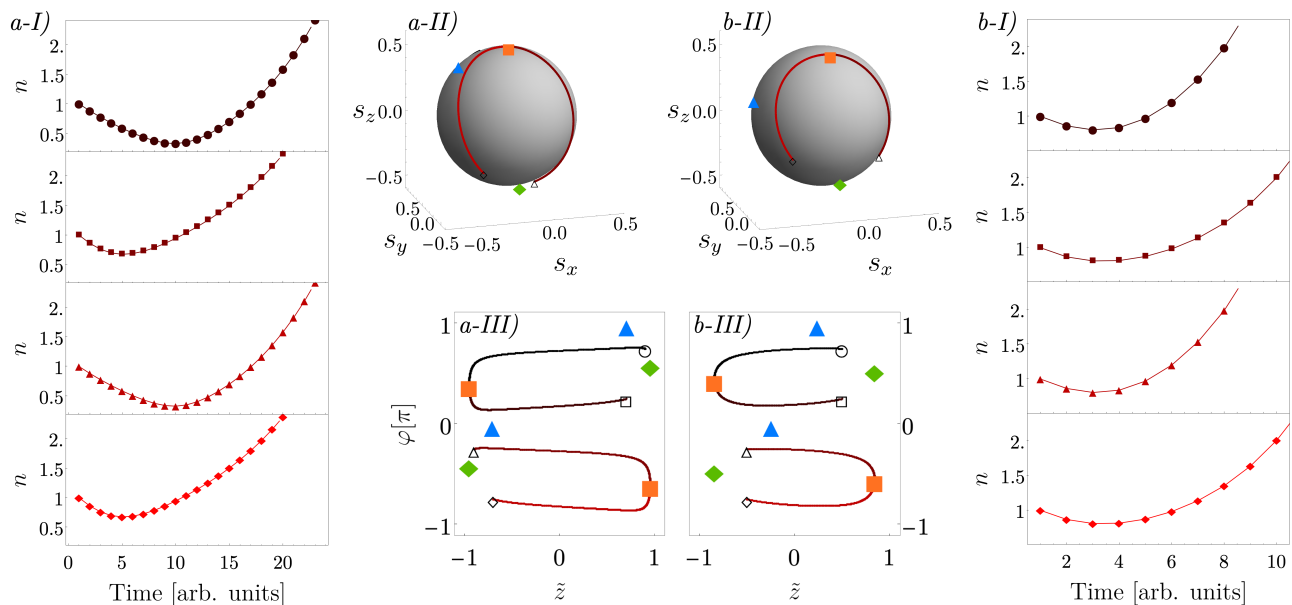 a-I)
2.
1.5
n
1
0.5
2.
1.5
n
1
0.5
2.
1.5
n
1
0.5
2.
1.5
n
1
0.5
0 5 10 15 20
Time [arb. units]
a-II)
0.5
s_z 0.0
−0.5
0.5
0.0
s_y −0.5
−0.5 0.0 0.5
s_x
b-II)
0.5
s_z 0.0
−0.5
0.5
0.0
s_y −0.5
−0.5 0.0 0.5
s_x
a-III)
1
φ[π]
0
−1
−1 0 1
z̃
b-III)
1
0
−1
−1 0 1
z̃
b-I)
2.
1.5
n
1
2.
1.5
n
1
2.
1.5
n
1
2.
1.5
n
1
2 4 6 8 10
Time [arb. units]